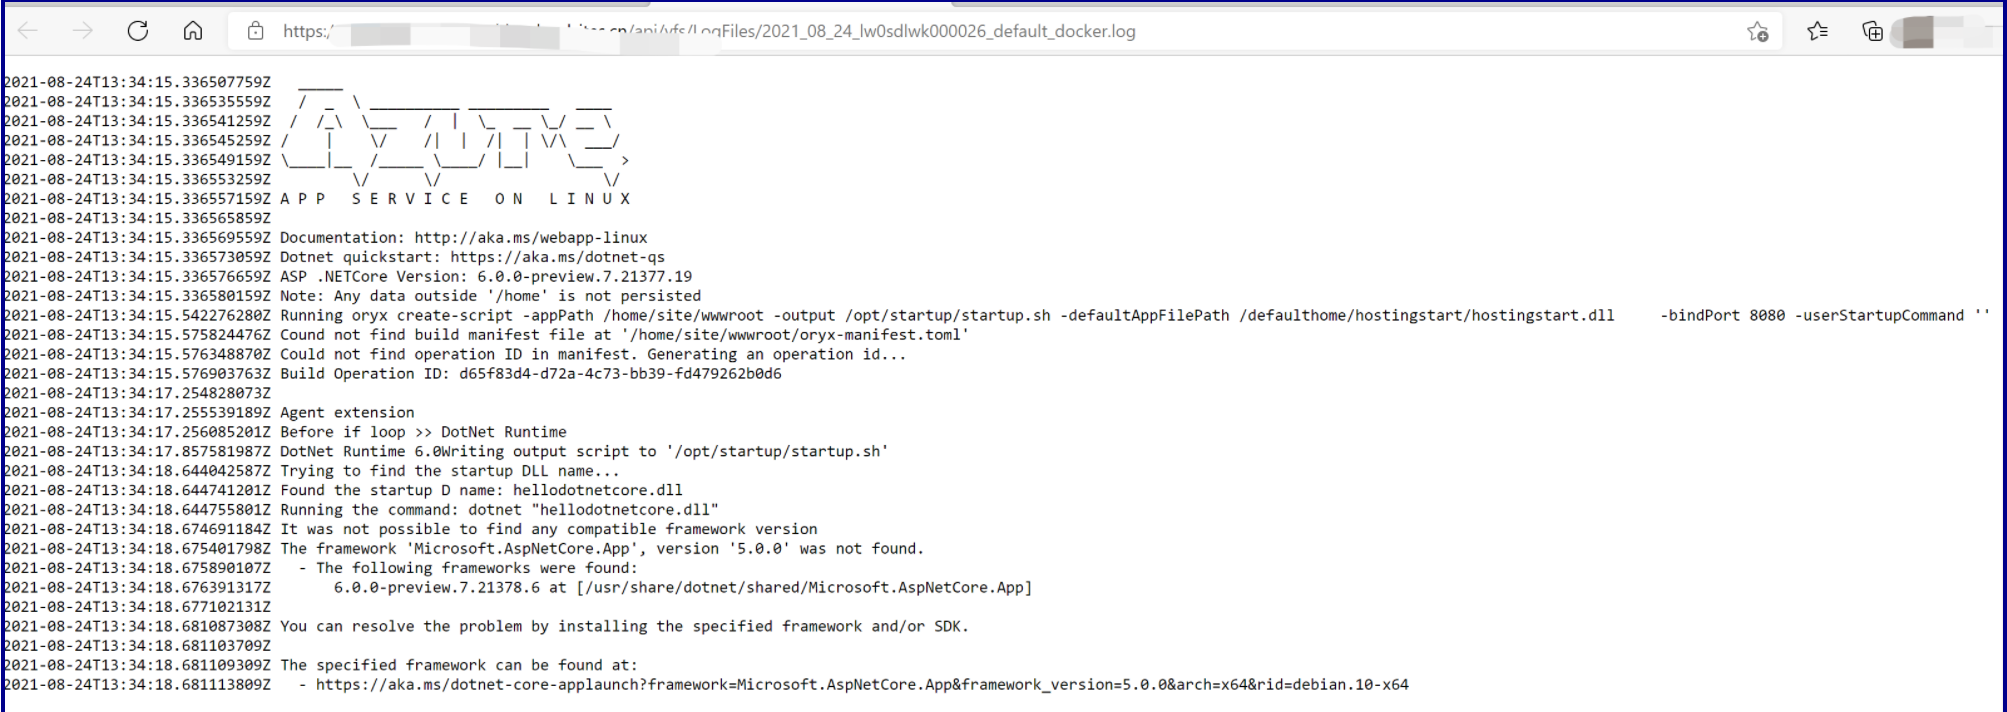 https:/ /api/vfs/LogFiles/2021_08_24_lw0sdlwk000026_default_docker.log
2021-08-24T13:34:15.336507759Z   _____
2021-08-24T13:34:15.336535559Z   /  _  \ __________ _________   ____
2021-08-24T13:34:15.336541259Z  /  /_\  \\___   /  |  \_  __ \_/ __ \
2021-08-24T13:34:15.336545259Z /    |    \/    /|  |  /|  | \/\  ___/
2021-08-24T13:34:15.336549159Z \____|__  /_____ \____/ |__|    \___  >
2021-08-24T13:34:15.336553259Z         \/      \/                  \/
2021-08-24T13:34:15.336557159Z A P P   S E R V I C E   O N   L I N U X
2021-08-24T13:34:15.336565859Z
2021-08-24T13:34:15.336569559Z Documentation: http://aka.ms/webapp-linux
2021-08-24T13:34:15.336573059Z Dotnet quickstart: https://aka.ms/dotnet-qs
2021-08-24T13:34:15.336576659Z ASP .NETCore Version: 6.0.0-preview.7.21377.19
2021-08-24T13:34:15.336580159Z Note: Any data outside '/home' is not persisted
2021-08-24T13:34:15.542276280Z Running oryx create-script -appPath /home/site/wwwroot -output /opt/startup/startup.sh -defaultAppFilePath /defaulthome/hostingstart/hostingstart.dll     -bindPort 8080 -userStartupCommand ''
2021-08-24T13:34:15.575824476Z Cound not find build manifest file at '/home/site/wwwroot/oryx-manifest.toml'
2021-08-24T13:34:15.576348870Z Could not find operation ID in manifest. Generating an operation id...
2021-08-24T13:34:15.576903763Z Build Operation ID: d65f83d4-d72a-4c73-bb39-fd479262b0d6
2021-08-24T13:34:17.254828073Z
2021-08-24T13:34:17.255539189Z Agent extension
2021-08-24T13:34:17.256085201Z Before if loop >> DotNet Runtime
2021-08-24T13:34:17.857581987Z DotNet Runtime 6.0Writing output script to '/opt/startup/startup.sh'
2021-08-24T13:34:18.644042587Z Trying to find the startup DLL name...
2021-08-24T13:34:18.644741201Z Found the startup D name: hellodotnetcore.dll
2021-08-24T13:34:18.644755801Z Running the command: dotnet "hellodotnetcore.dll"
2021-08-24T13:34:18.674691184Z It was not possible to find any compatible framework version
2021-08-24T13:34:18.675401798Z The framework 'Microsoft.AspNetCore.App', version '5.0.0' was not found.
2021-08-24T13:34:18.675890107Z   - The following frameworks were found:
2021-08-24T13:34:18.676391317Z       6.0.0-preview.7.21378.6 at [/usr/share/dotnet/shared/Microsoft.AspNetCore.App]
2021-08-24T13:34:18.677102131Z
2021-08-24T13:34:18.681087308Z You can resolve the problem by installing the specified framework and/or SDK.
2021-08-24T13:34:18.681103709Z
2021-08-24T13:34:18.681109309Z The specified framework can be found at:
2021-08-24T13:34:18.681113809Z   - https://aka.ms/dotnet-core-applaunch?framework=Microsoft.AspNetCore.App&framework_version=5.0.0&arch=x64&rid=debian.10-x64